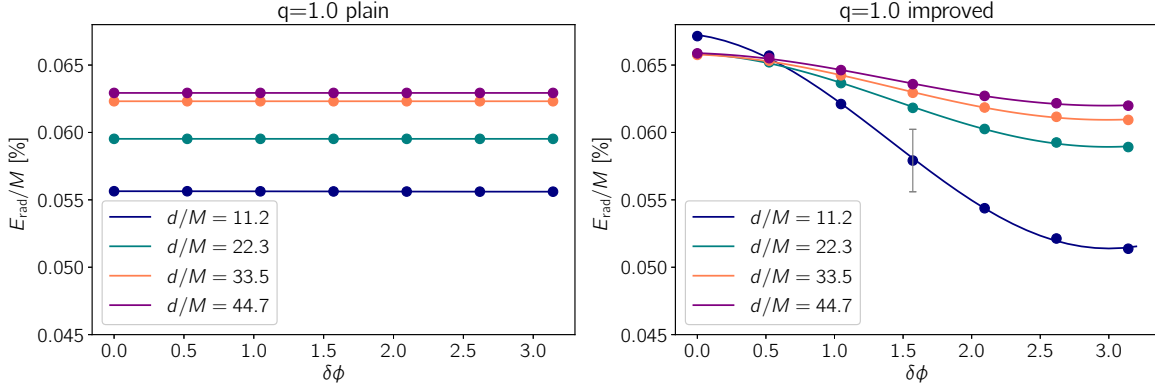 q=1.0 plain
E_rad/M [%]
0.065
0.060
0.055
0.050
0.045
d/M = 11.2
d/M = 22.3
d/M = 33.5
d/M = 44.7
0.0 0.5 1.0 1.5 2.0 2.5 3.0
δϕ
q=1.0 improved
E_rad/M [%]
0.065
0.060
0.055
0.050
0.045
d/M = 11.2
d/M = 22.3
d/M = 33.5
d/M = 44.7
0.0 0.5 1.0 1.5 2.0 2.5 3.0
δϕ